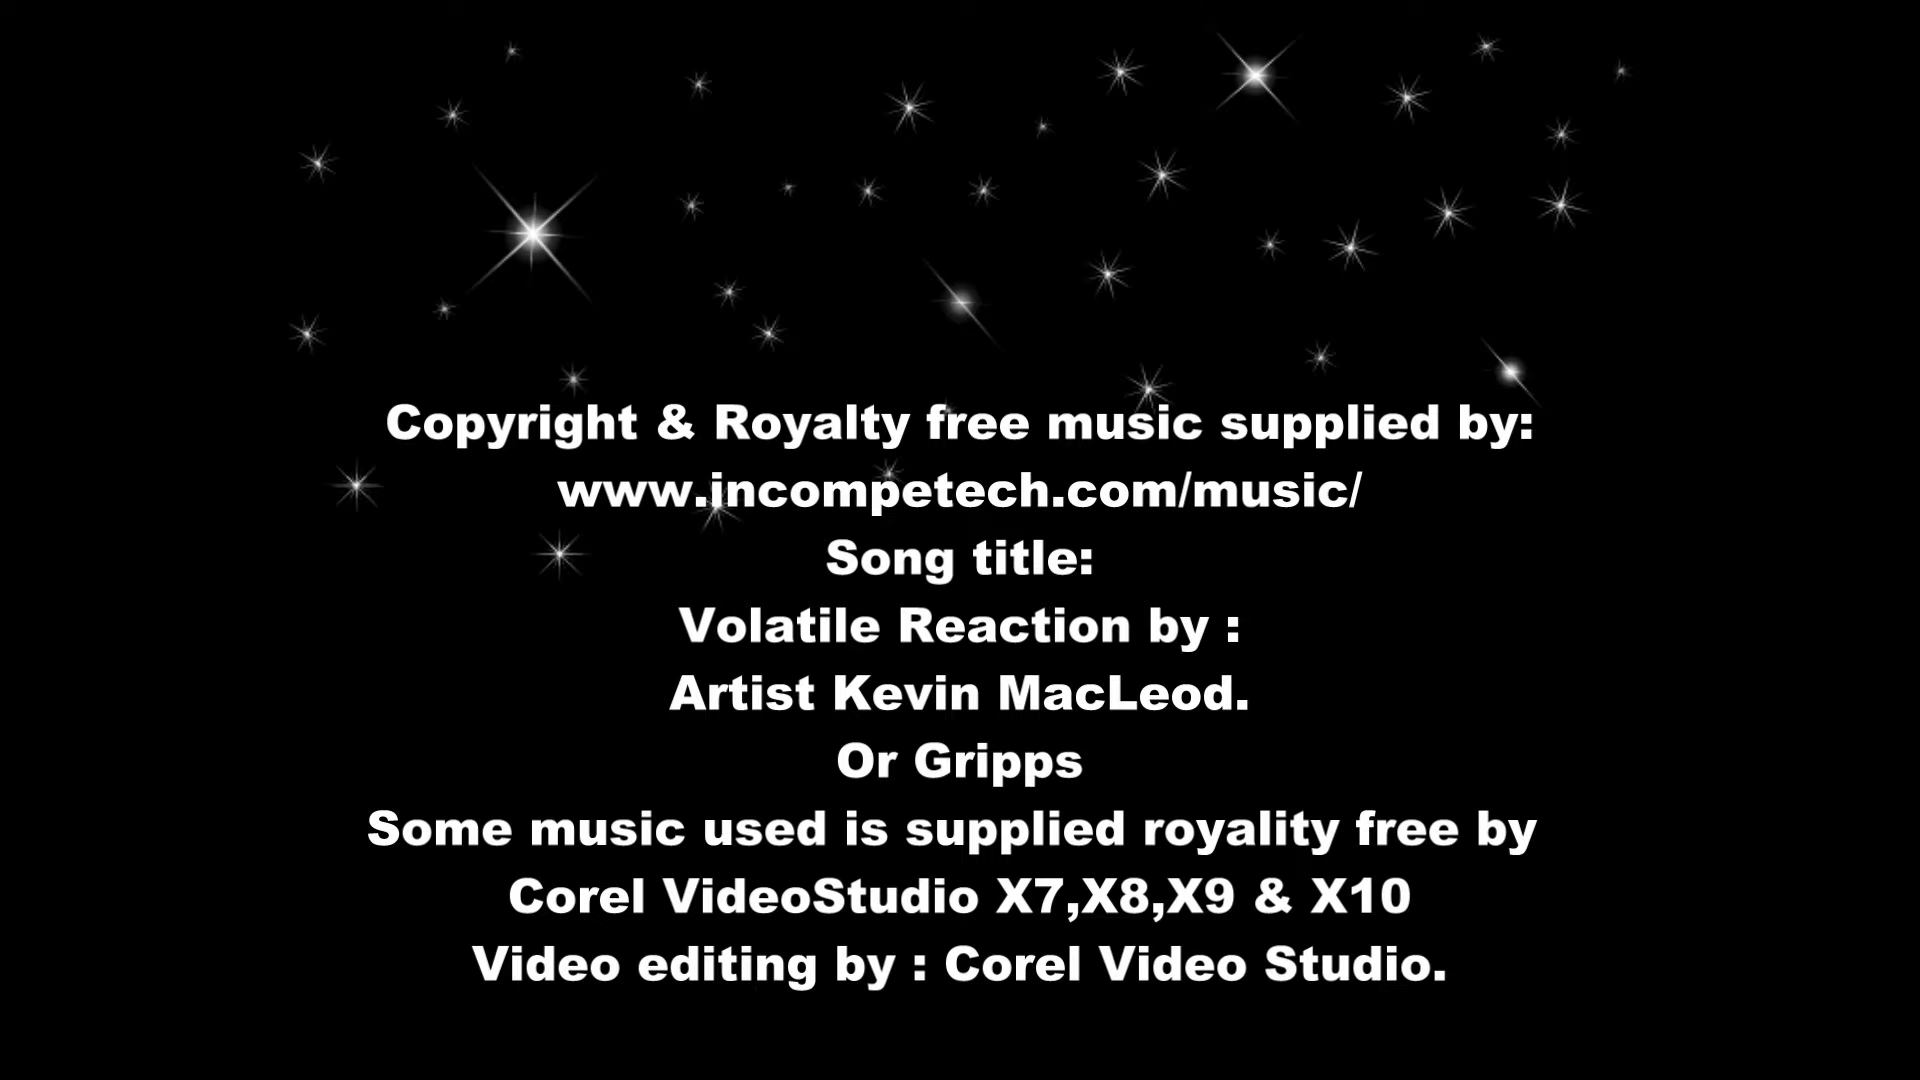 Copyright & Royalty free music supplied by:
www.incompetech.com/music/
Song title:
Volatile Reaction by :
Artist Kevin MacLeod.
Or Gripps
Some music used is supplied royality free by
Corel VideoStudio X7,X8,X9 & X10
Video editing by : Corel Video Studio.